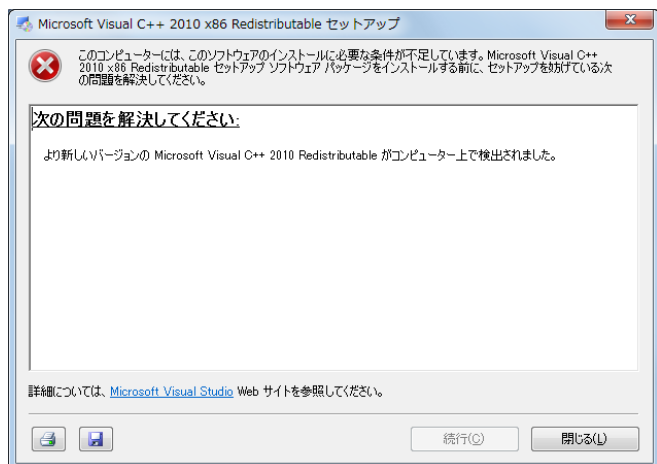 Microsoft Visual C++ 2010 x86 Redistributable セットアップ
このコンピューターには、このソフトウェアのインストールに必要な条件が不足しています。Microsoft Visual C++
2010 x86 Redistributable セットアップ ソフトウェア パッケージをインストールする前に、セットアップを妨げている次
の問題を解決してください。
次の問題を解決してください:
より新しいバージョンの Microsoft Visual C++ 2010 Redistributable がコンピューター上で検出されました。
詳細については、Microsoft Visual Studio Web サイトを参照してください。
続行(C)
閉じる(L)